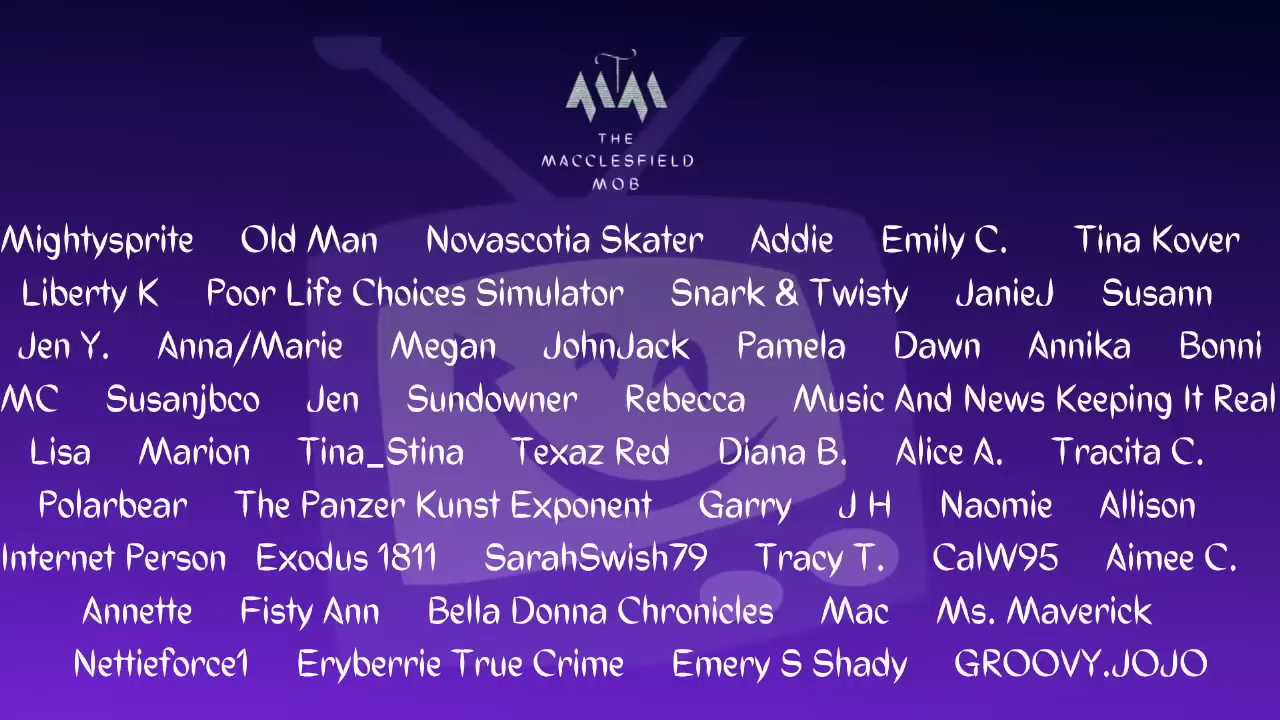 THE
MACCLESFIELD
MOB
Mightysprite Old Man Novascotia Skater Addie Emily C. Tina Kover
Liberty K Poor Life Choices Simulator Snark & Twisty JanieJ Susann
Jen Y. Anna/Marie Megan JohnJack Pamela Dawn Annika Bonni
MC Susanjbco Jen Sundowner Rebecca Music And News Keeping It Real
Lisa Marion Tina_Stina Texaz Red Diana B. Alice A. Tracita C.
Polarbear The Panzer Kunst Exponent Garry J H Naomie Allison
Internet Person Exodus 1811 SarahSwish79 Tracy T. CalW95 Aimee C.
Annette Fisty Ann Bella Donna Chronicles Mac Ms. Maverick
Nettieforce1 Eryberrie True Crime Emery S Shady GROOVY.JOJO